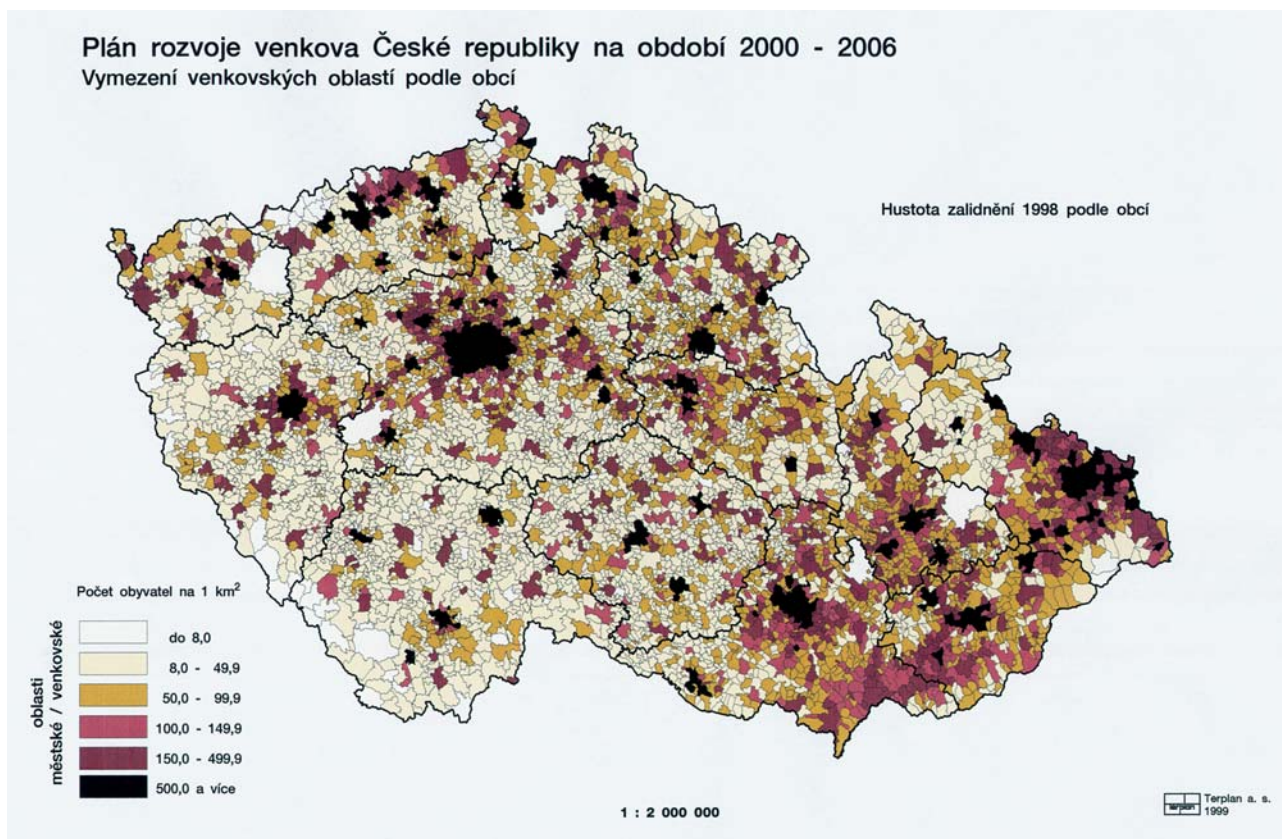 Plán rozvoje venkova České republiky na období 2000 - 2006
Vymezení venkovských oblastí podle obcí
Hustota zalidnění 1998 podle obcí
Počet obyvatel na 1 km²
oblasti
městské / venkovské
do 8,0
8,0 - 49,9
50,0 - 99,9
100,0 - 149,9
150,0 - 499,9
500,0 a více
1 : 2 000 000
terplan
Terplan a. s.
1999